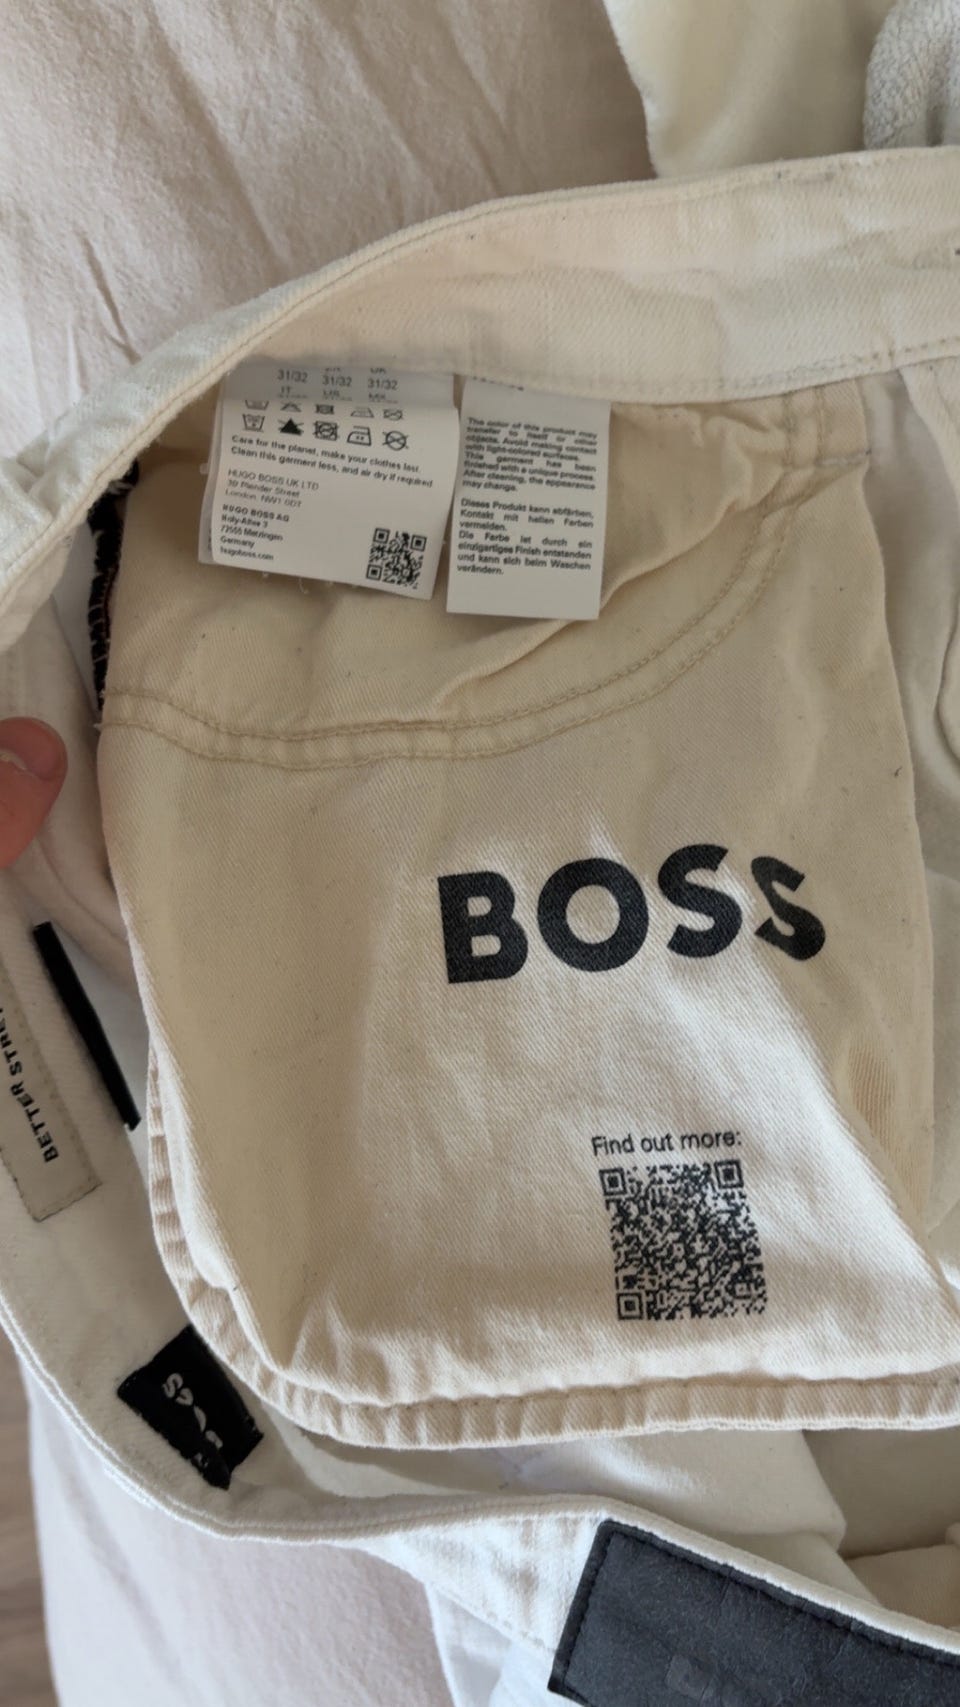 31/32 31/32 31/32
IT US MX
Care for the planet, make your clothes last.
Clean this garment less, and air dry if required
HUGO BOSS UK LTD
39 Plender Street
London, NW1 0DT
HUGO BOSS AG
Holy-Allee 3
72555 Metzingen
Germany
hugoboss.com
The color of this product may
transfer to itself or other
objects. Avoid making contact
with light-colored surfaces.
This garment has been
finished with a unique process.
After cleaning, the appearance
may change.
Dieses Produkt kann abfärben,
Kontakt mit hellen Farben
vermeiden.
Die Farbe ist durch ein
einzigartiges Finish entstanden
und kann sich beim Waschen
verändern.
BOSS
Find out more:
BETTER